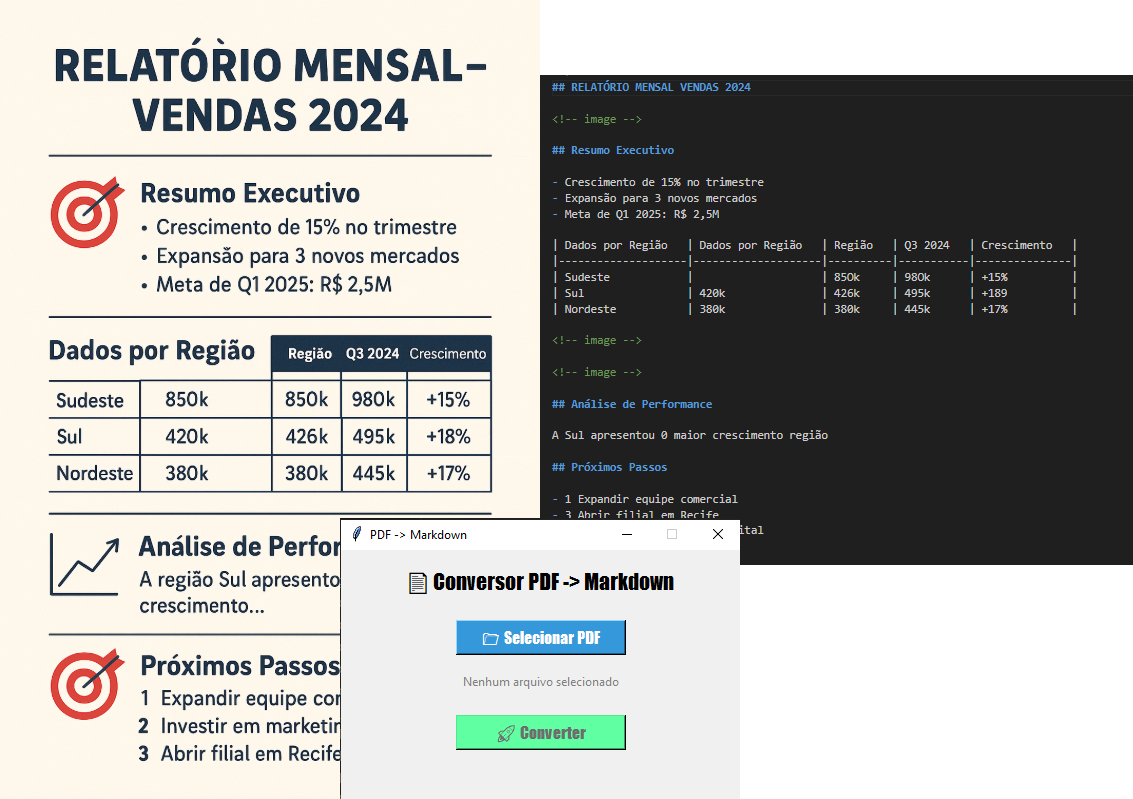 RELATÓRIO MENSAL–
VENDAS 2024
Resumo Executivo
• Crescimento de 15% no trimestre
• Expansão para 3 novos mercados
• Meta de Q1 2025: R$ 2,5M
Dados por Região
Região Q3 2024 Crescimento
Sudeste 850k 850k 980k +15%
Sul 420k 426k 495k +18%
Nordeste 380k 380k 445k +17%
Análise de Perfor
A região Sul apresento
crescimento...
Próximos Passos
1 Expandir equipe cor
2 Investir em marketin
3 Abrir filial em Recife
## RELATÓRIO MENSAL VENDAS 2024
<!-- image -->
## Resumo Executivo
- Crescimento de 15% no trimestre
- Expansão para 3 novos mercados
- Meta de Q1 2025: R$ 2,5M
| Dados por Região | Dados por Região | Região | Q3 2024 | Crescimento |
|--------------------|--------------------|----------|-----------|---------------|
| Sudeste | | 850k | 980k | +15% |
| Sul | 420k | 426k | 495k | +189 |
| Nordeste | 380k | 380k | 445k | +17% |
<!-- image -->
<!-- image -->
## Análise de Performance
A Sul apresentou 0 maior crescimento região
## Próximos Passos
- 1 Expandir equipe comercial
- 3 Abrir filial em Recife
ital
PDF -> Markdown
Conversor PDF -> Markdown
Selecionar PDF
Nenhum arquivo selecionado
Converter